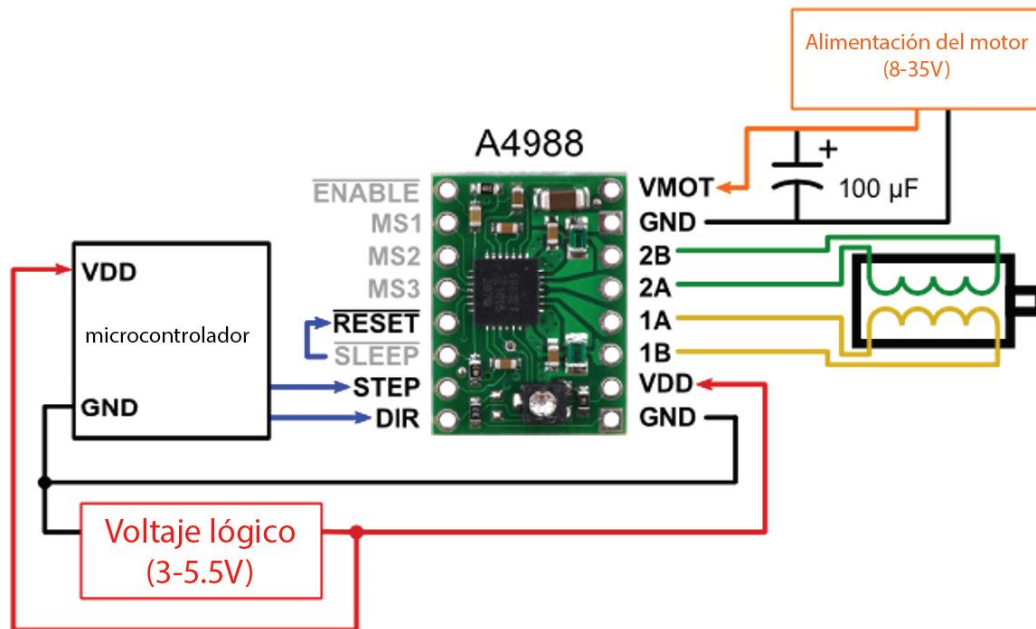 Alimentación del motor
(8-35V)
A4988
ENABLE
MS1
MS2
MS3
RESET
SLEEP
STEP
DIR
VMOT
GND
2B
2A
1A
1B
VDD
GND
+
100 µF
VDD
microcontrolador
GND
Voltaje lógico
(3-5.5V)